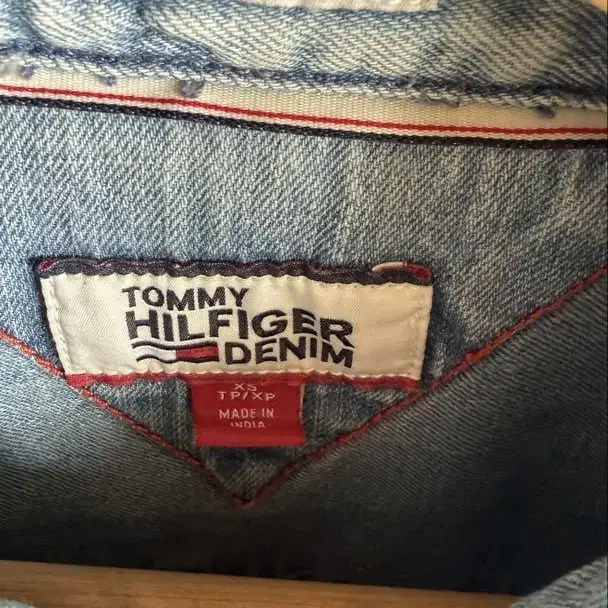 TOMMY
HILFIGER
DENIM
XS
TP/XP
MADE IN
INDIA